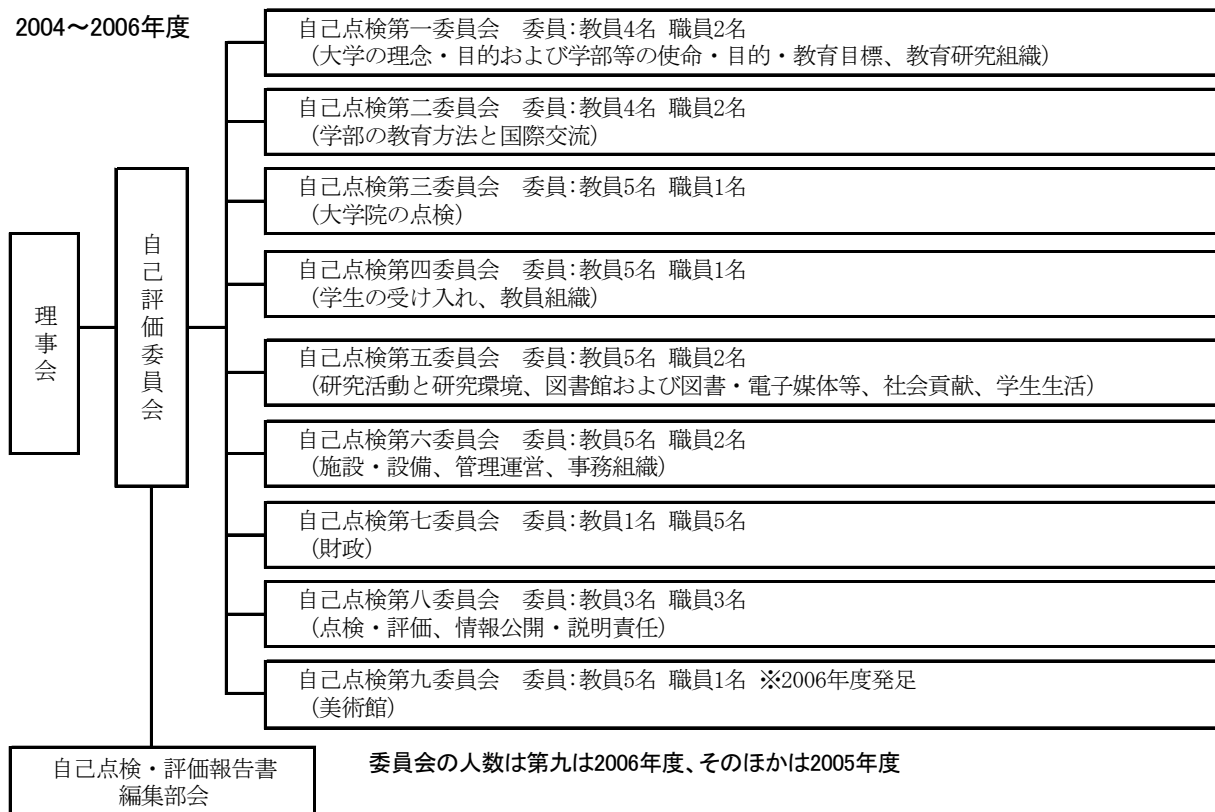 2004～2006年度
自己点検第一委員会　委員：教員4名 職員2名
（大学の理念・目的および学部等の使命・目的・教育目標、教育研究組織）
自己点検第二委員会　委員：教員4名 職員2名
（学部の教育方法と国際交流）
自己点検第三委員会　委員：教員5名 職員1名
（大学院の点検）
自己点検第四委員会　委員：教員5名 職員1名
（学生の受け入れ、教員組織）
自己点検第五委員会　委員：教員5名 職員2名
（研究活動と研究環境、図書館および図書・電子媒体等、社会貢献、学生生活）
自己点検第六委員会　委員：教員5名 職員2名
（施設・設備、管理運営、事務組織）
自己点検第七委員会　委員：教員1名 職員5名
（財政）
自己点検第八委員会　委員：教員3名 職員3名
（点検・評価、情報公開・説明責任）
自己点検第九委員会　委員：教員5名 職員1名 ※2006年度発足
（美術館）
理事会
自己評価委員会
自己点検・評価報告書
編集部会
委員会の人数は第九は2006年度、そのほかは2005年度